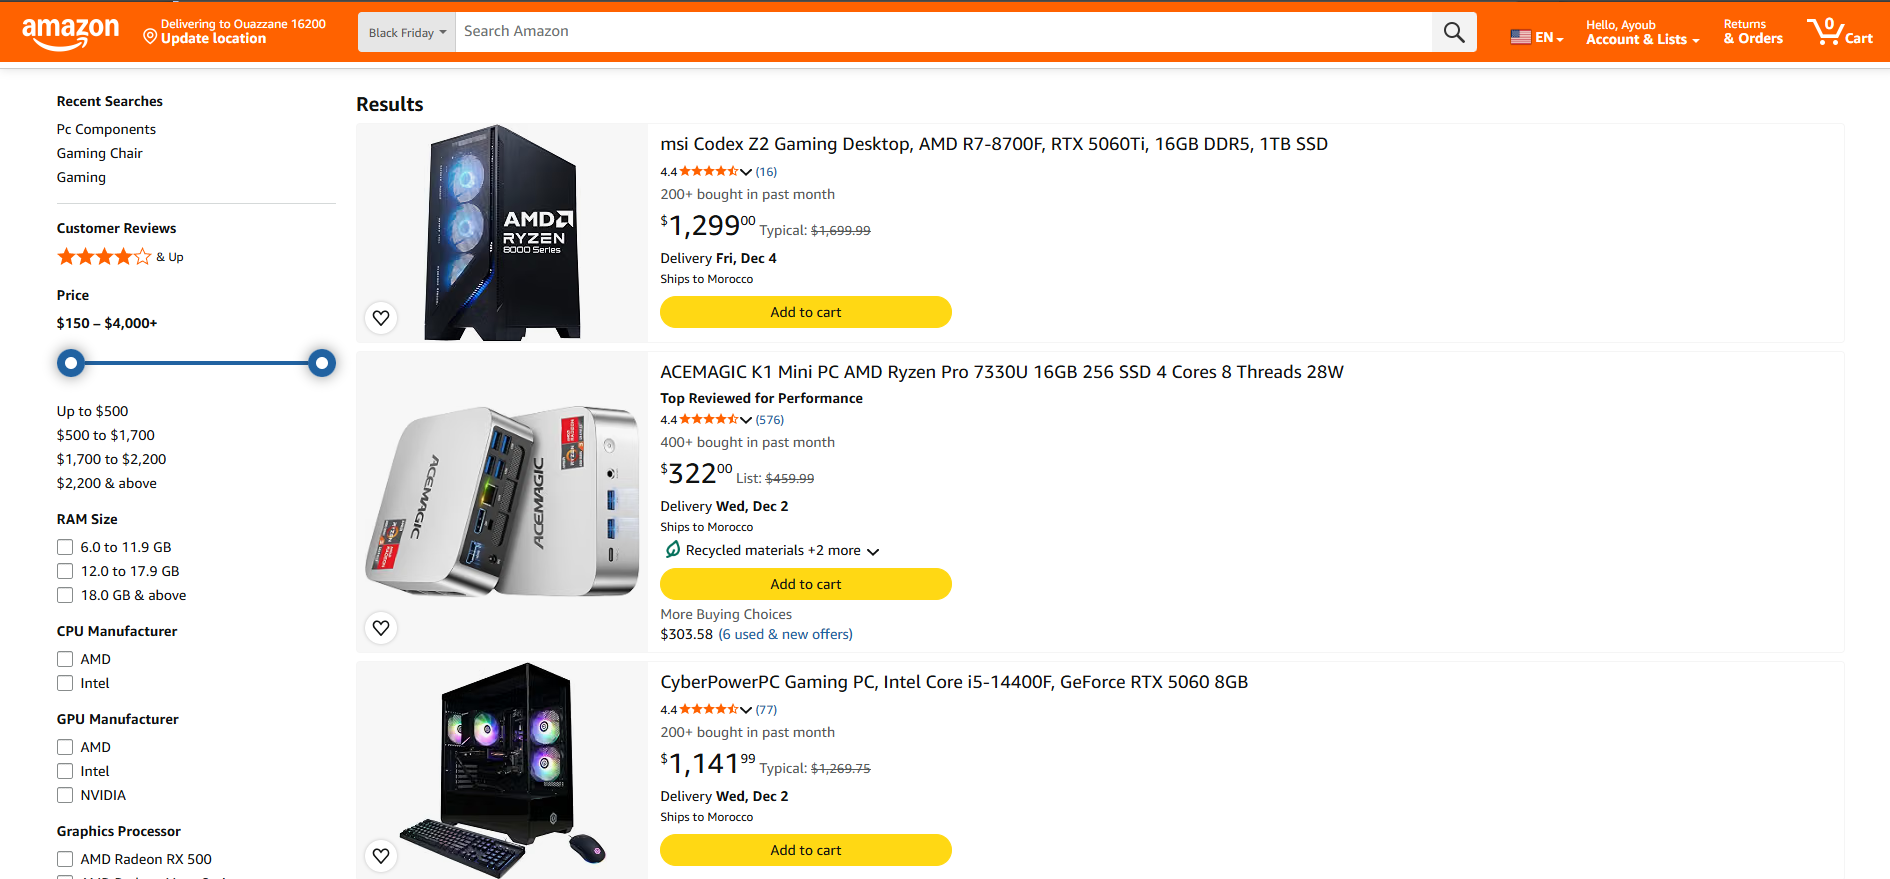 amazon
Delivering to Ouazzane 16200
Update location
Black Friday
Search Amazon
EN
Hello, Ayoub
Account & Lists
Returns
& Orders
0
Cart
Recent Searches
Pc Components
Gaming Chair
Gaming
Customer Reviews
& Up
Price
$150 – $4,000+
Up to $500
$500 to $1,700
$1,700 to $2,200
$2,200 & above
RAM Size
6.0 to 11.9 GB
12.0 to 17.9 GB
18.0 GB & above
CPU Manufacturer
AMD
Intel
GPU Manufacturer
AMD
Intel
NVIDIA
Graphics Processor
AMD Radeon RX 500
Results
AMD
RYZEN
8000 Series
msi Codex Z2 Gaming Desktop, AMD R7-8700F, RTX 5060Ti, 16GB DDR5, 1TB SSD
4.4 (16)
200+ bought in past month
$1,29900 Typical: $1,699.99
Delivery Fri, Dec 4
Ships to Morocco
Add to cart
ACEMAGIC
ACEMAGIC
ACEMAGIC K1 Mini PC AMD Ryzen Pro 7330U 16GB 256 SSD 4 Cores 8 Threads 28W
Top Reviewed for Performance
4.4 (576)
400+ bought in past month
$32200 List: $459.99
Delivery Wed, Dec 2
Ships to Morocco
Recycled materials +2 more
Add to cart
More Buying Choices
$303.58 (6 used & new offers)
CyberPowerPC Gaming PC, Intel Core i5-14400F, GeForce RTX 5060 8GB
4.4 (77)
200+ bought in past month
$1,14199 Typical: $1,269.75
Delivery Wed, Dec 2
Ships to Morocco
Add to cart